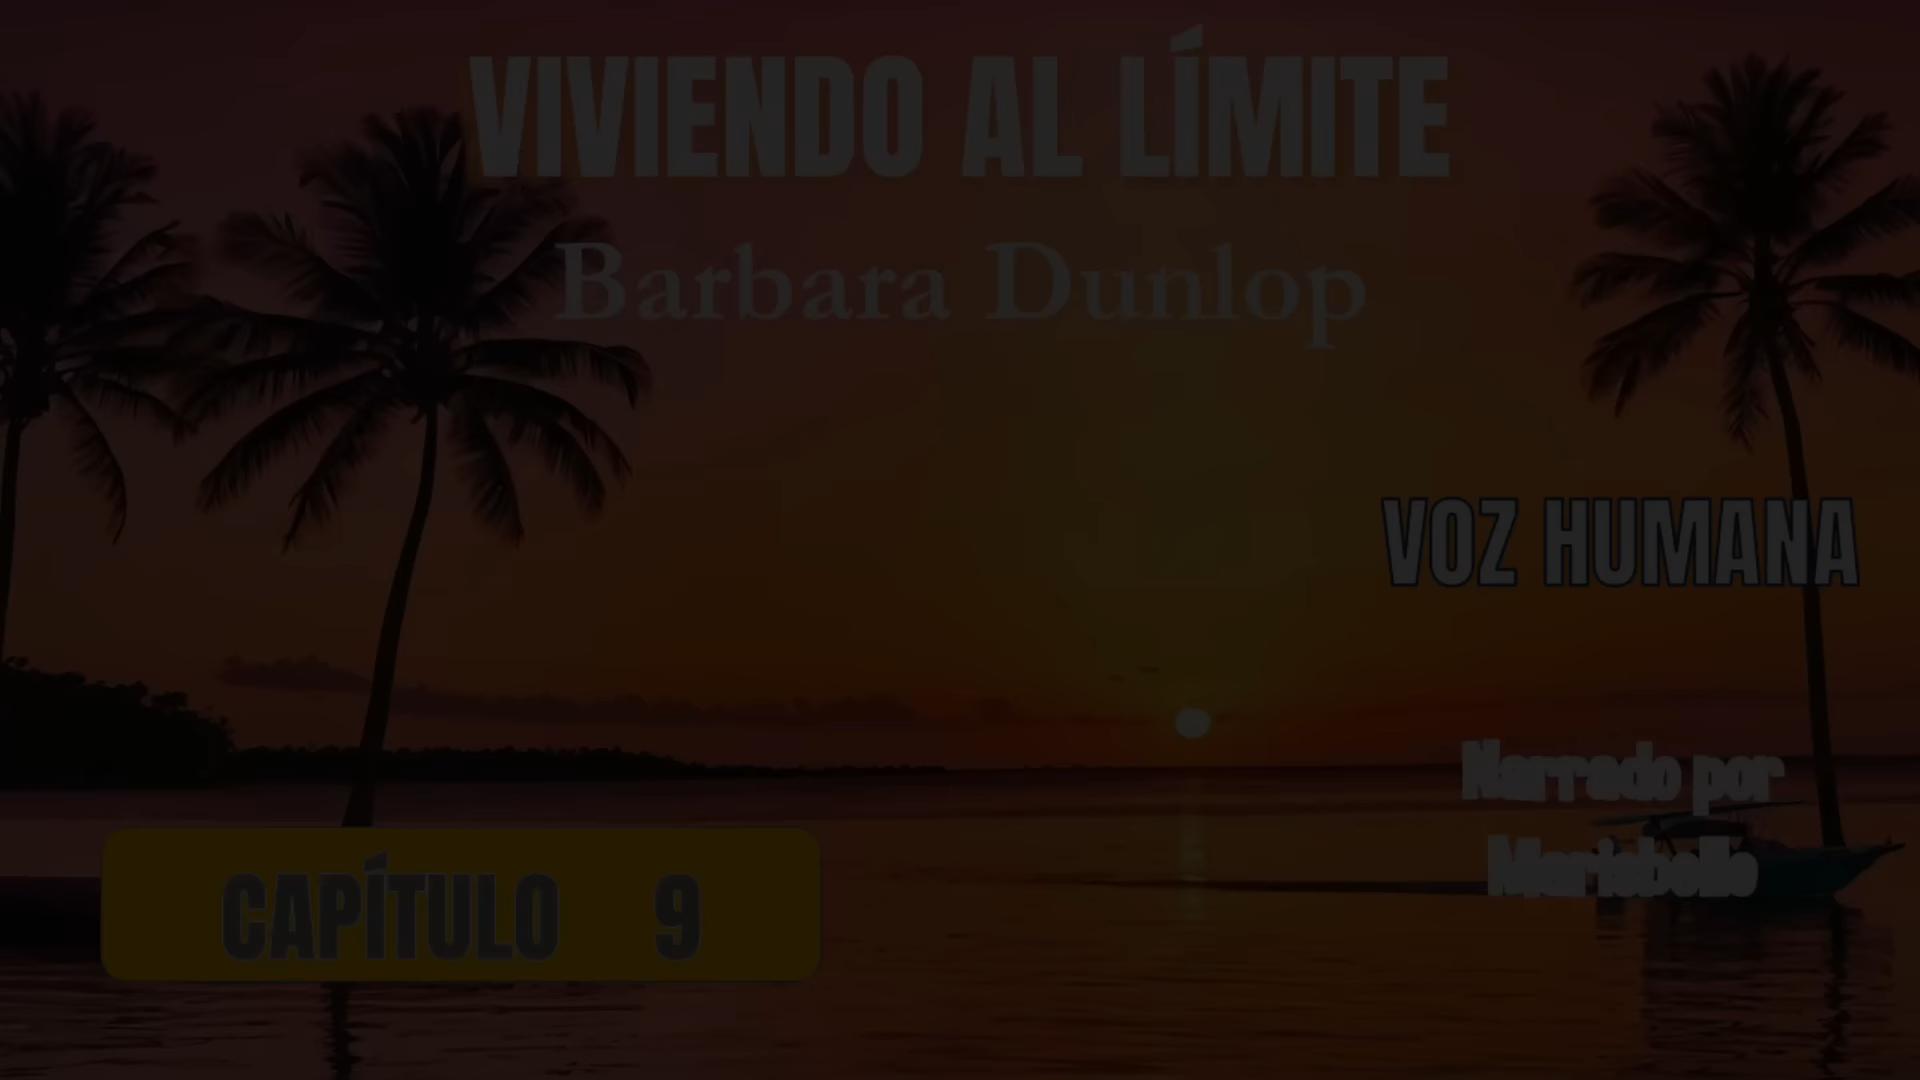 VIVIENDO AL LÍMITE
Barbara Dunlop
VOZ HUMANA
Narrado por
CAPÍTULO 9